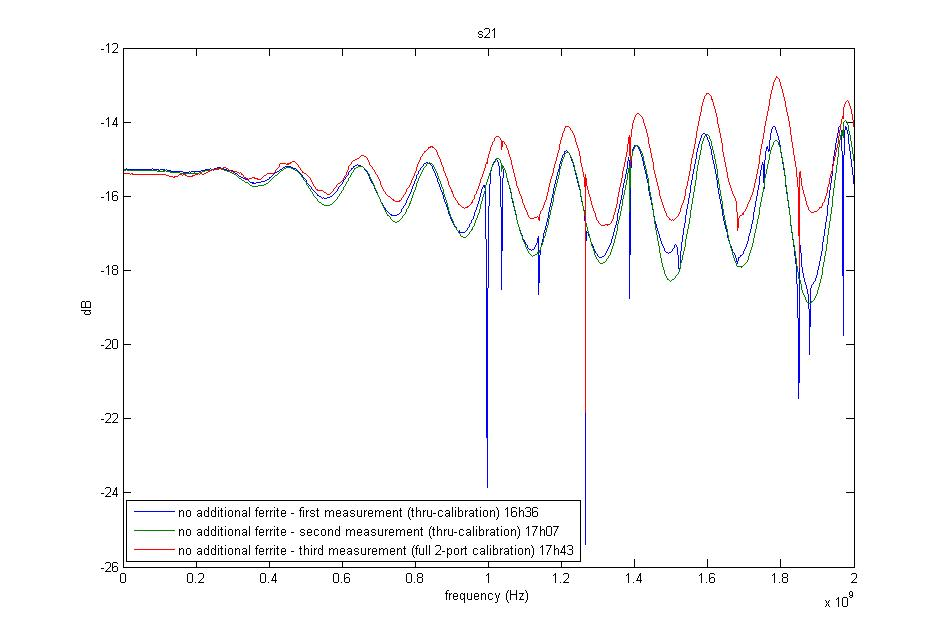 s21
-12
-14
-16
-18
dB
-20
-22
-24
-26
no additional ferrite - first measurement (thru-calibration) 16h36
no additional ferrite - second measurement (thru-calibration) 17h07
no additional ferrite - third measurement (full 2-port calibration) 17h43
0 0.2 0.4 0.6 0.8 1 1.2 1.4 1.6 1.8 2
frequency (Hz)
x 10^9